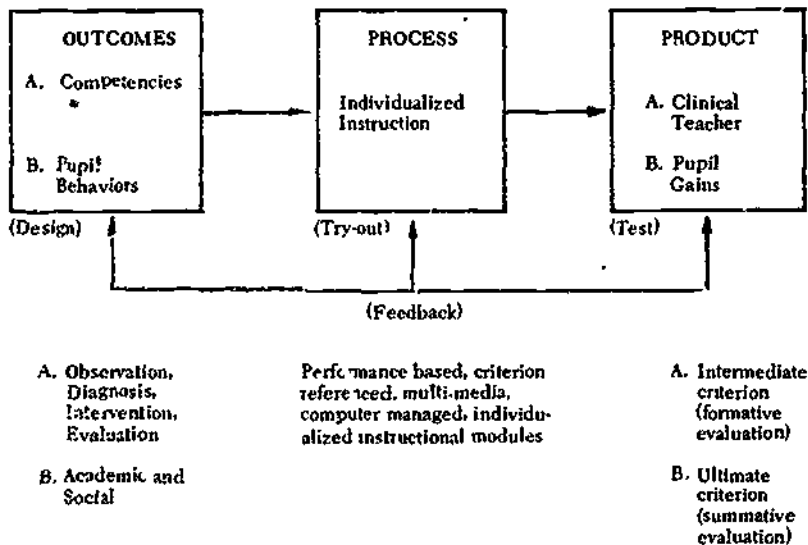 OUTCOMES
A. Competencies
B. Pupil
Behaviors
(Design)
PROCESS
Individualized
Instruction
(Try-out)
PRODUCT
A. Clinical
Teacher
B. Pupil
Gains
(Test)
(Feedback)
A. Observation,
Diagnosis,
Intervention,
Evaluation
B. Academic and
Social
Performance based, criterion
referenced, multi-media,
computer managed, individu-
alized instructional modules
A. Intermediate
criterion
(formative
evaluation)
B. Ultimate
criterion
(summative
evaluation)